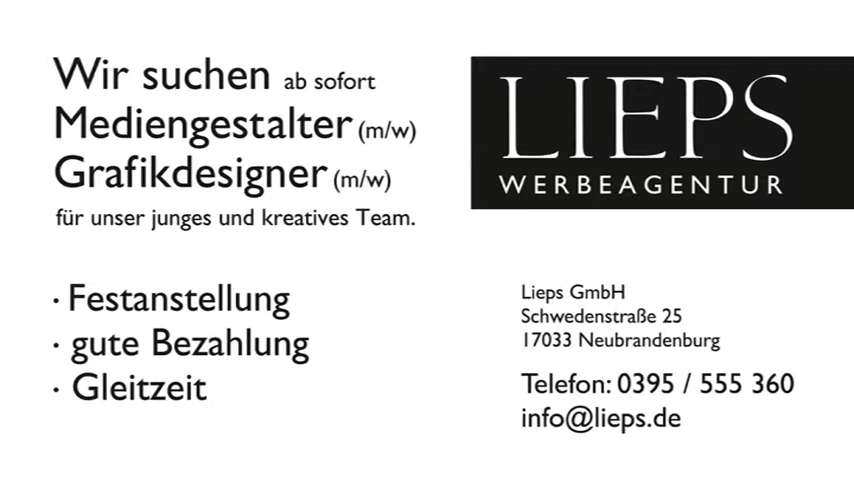 Wir suchen ab sofort
Mediengestalter (m/w)
Grafikdesigner (m/w)
für unser junges und kreatives Team.
· Festanstellung
· gute Bezahlung
· Gleitzeit
LIEPS
WERBEAGENTUR
Lieps GmbH
Schwedenstraße 25
17033 Neubrandenburg
Telefon: 0395 / 555 360
info@lieps.de